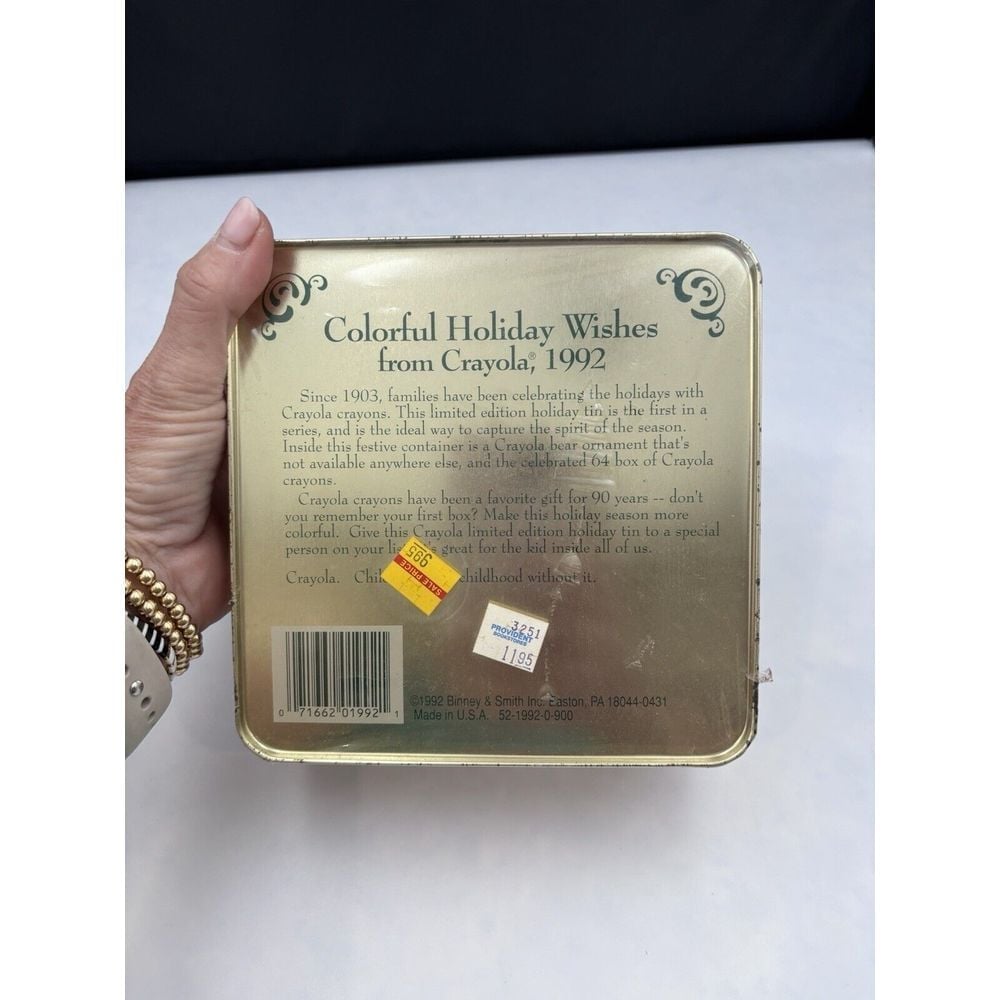 Colorful Holiday Wishes
from Crayola,® 1992
Since 1903, families have been celebrating the holidays with
Crayola crayons. This limited edition holiday tin is the first in a
series, and is the ideal way to capture the spirit of the season.
Inside this festive container is a Crayola bear ornament that's
not available anywhere else, and the celebrated 64 box of Crayola
crayons.
Crayola crayons have been a favorite gift for 90 years -- don't
you remember your first box? Make this holiday season more
colorful. Give this Crayola limited edition holiday tin to a special
person on your great for the kid inside all of us.
Crayola. childhood without it.
995
SALE PRICE
3251
PROVIDENT
BOOKSTORES
1195
0 71662 01992 1
©1992 Binney & Smith Inc. Easton, PA 18044-0431
Made in U.S.A. 52-1992-0-900